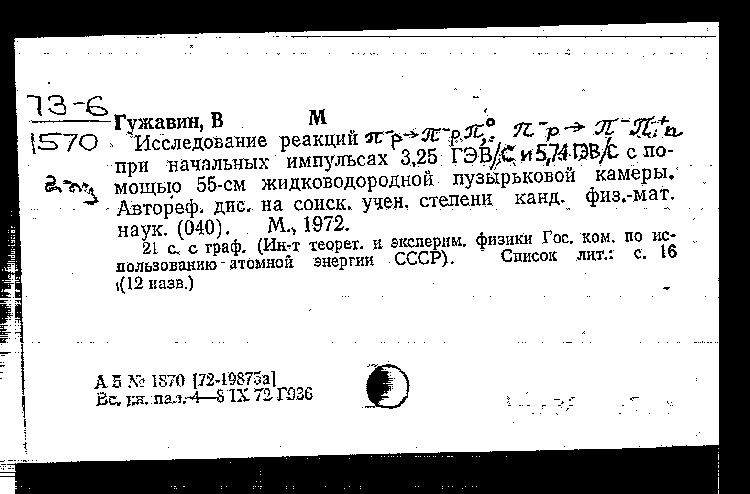 73-6
1570
2 экз
Гужавин, В М
Исследование реакций π⁻p→π⁻pπ⁰, π⁻p→π⁻π⁺n
при начальных импульсах 3,25 ГЭВ/С и 5,74 ГЭВ/С с по-
мощью 55-см жидководородной пузырьковой камеры.
Автореф. дис. на соиск. учен. степени канд. физ.-мат.
наук. (040). М., 1972.
21 с. с граф. (Ин-т теорет. и эксперим. физики Гос. ком. по ис-
пользованию атомной энергии СССР). Список лит.: с. 16
(12 назв.)
А Б № 1870 [72-19875а]
Вс. кн. пал. 4—8 IX 72 Г936